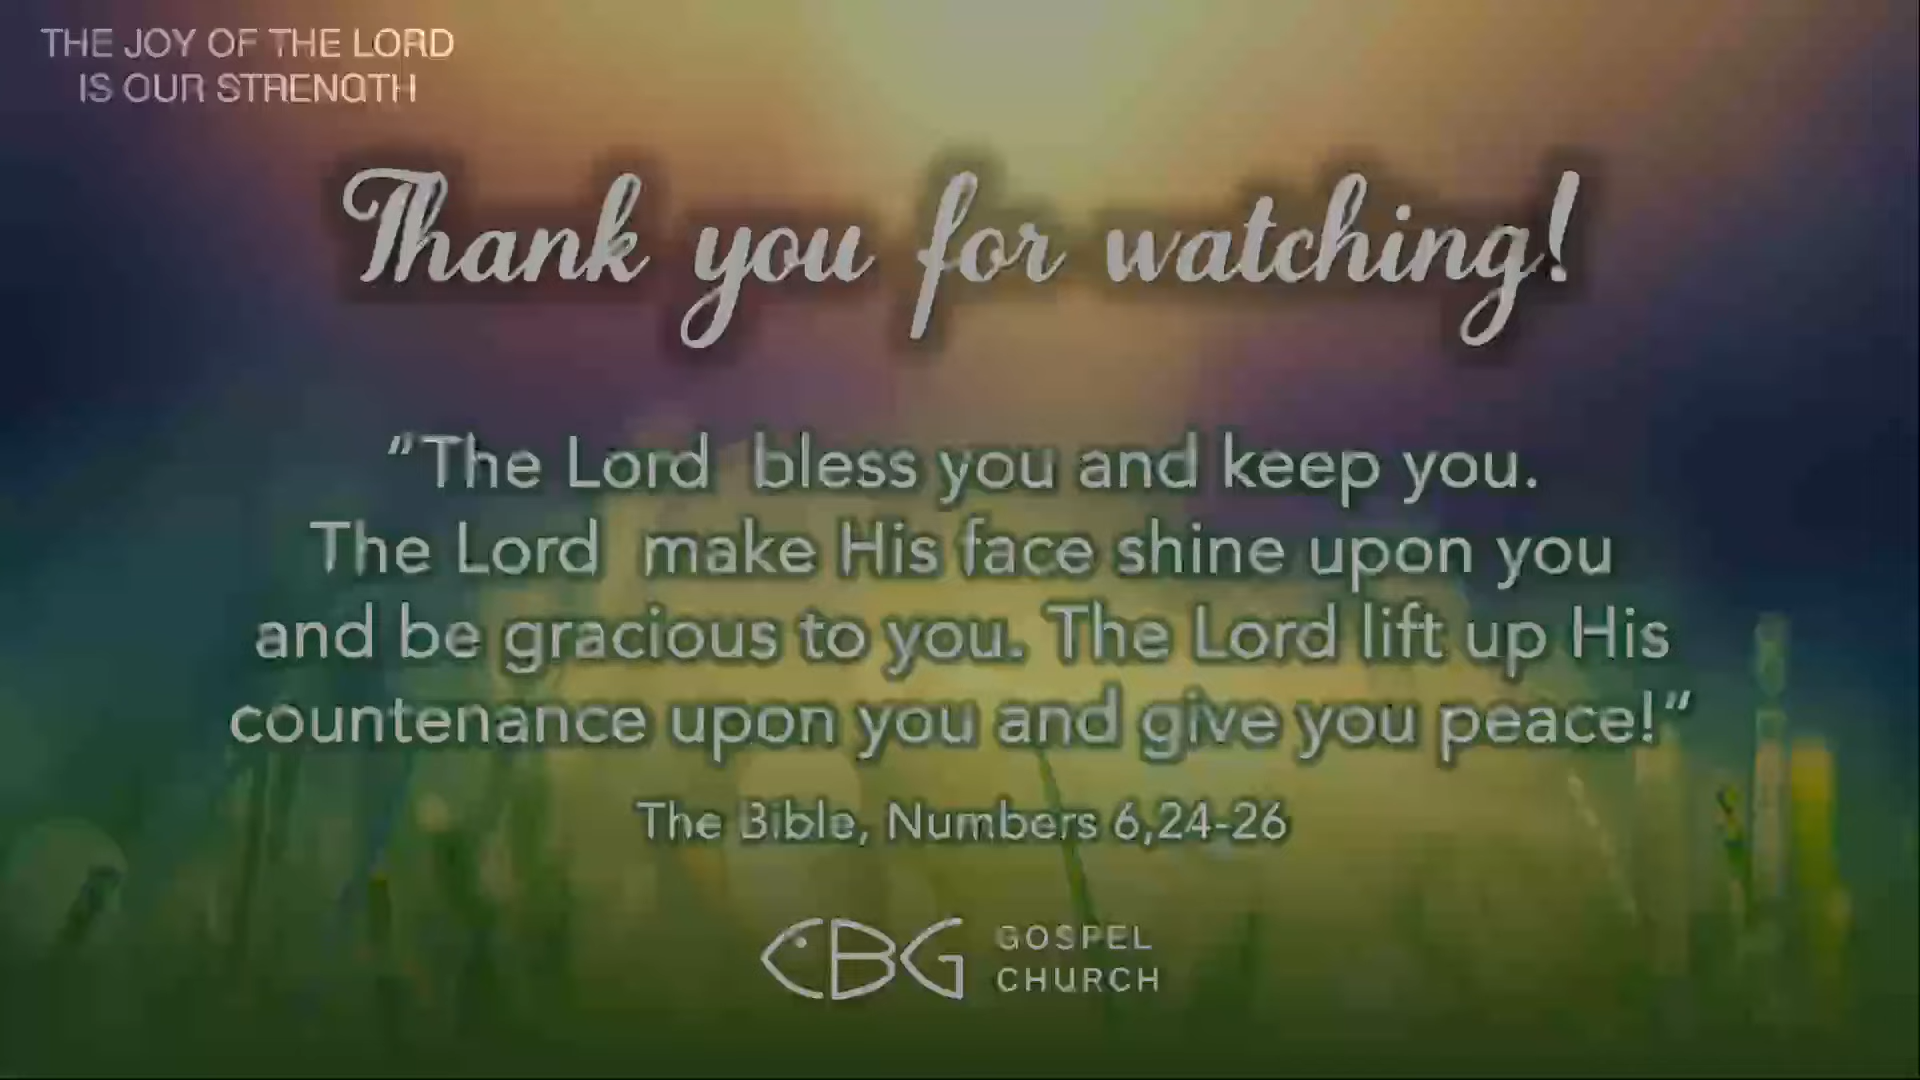 THE JOY OF THE LORD
IS OUR STRENGTH
Thank you for watching!
“The Lord bless you and keep you.
The Lord make His face shine upon you
and be gracious to you. The Lord lift up His
countenance upon you and give you peace!“
The Bible, Numbers 6,24-26
CBG GOSPEL
CHURCH